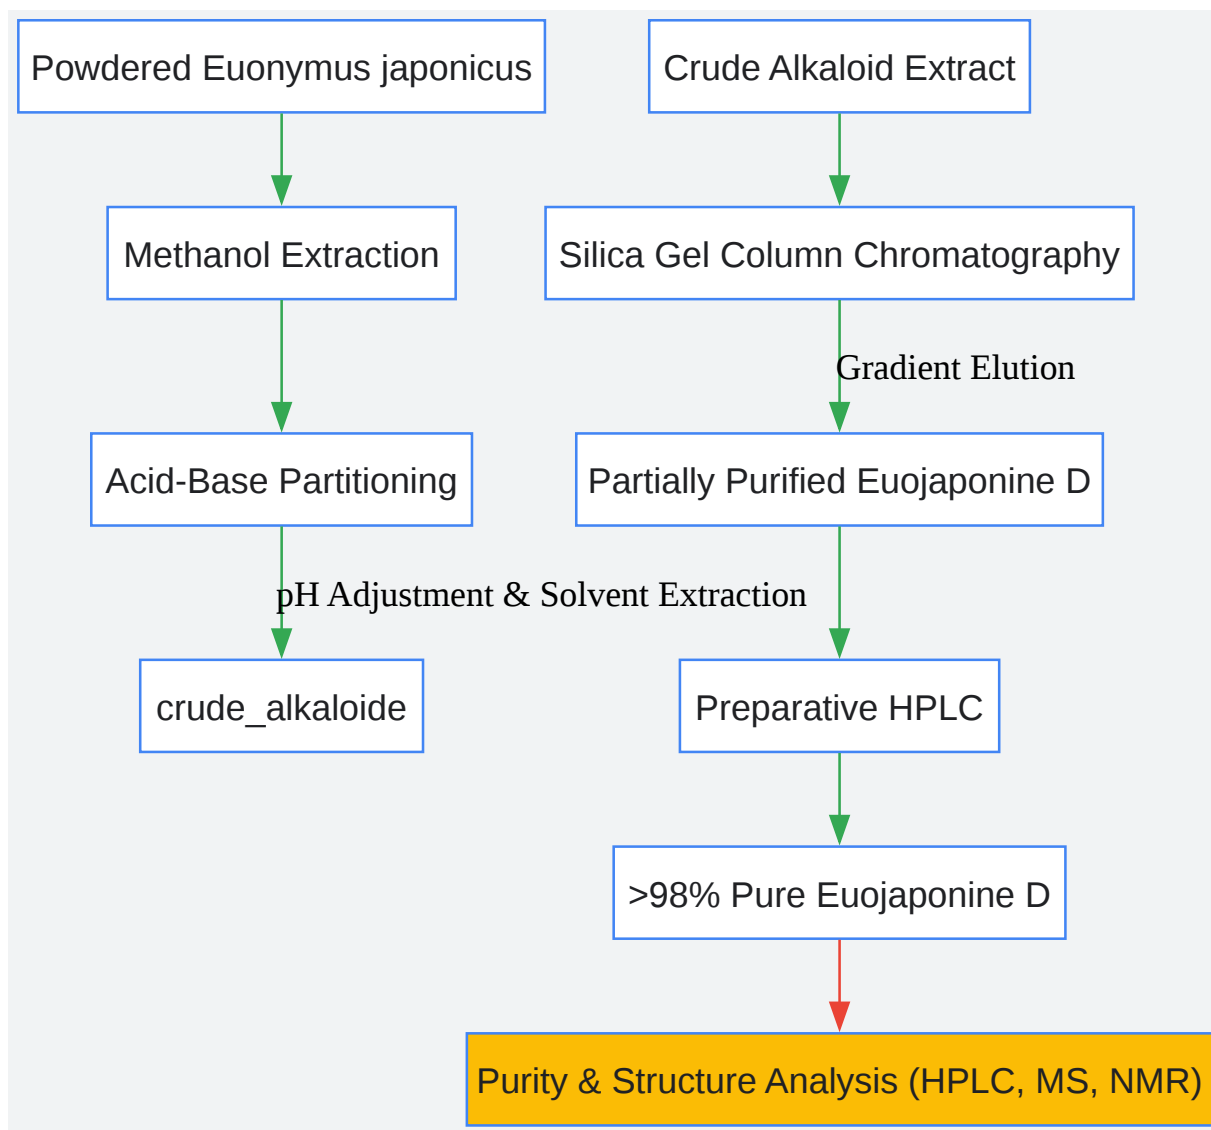 Powdered Euonymus japonicus
Methanol Extraction
Acid-Base Partitioning
pH Adjustment & Solvent Extraction
crude_alkaloide
Crude Alkaloid Extract
Silica Gel Column Chromatography
Gradient Elution
Partially Purified Euojaponine D
Preparative HPLC
>98% Pure Euojaponine D
Purity & Structure Analysis (HPLC, MS, NMR)